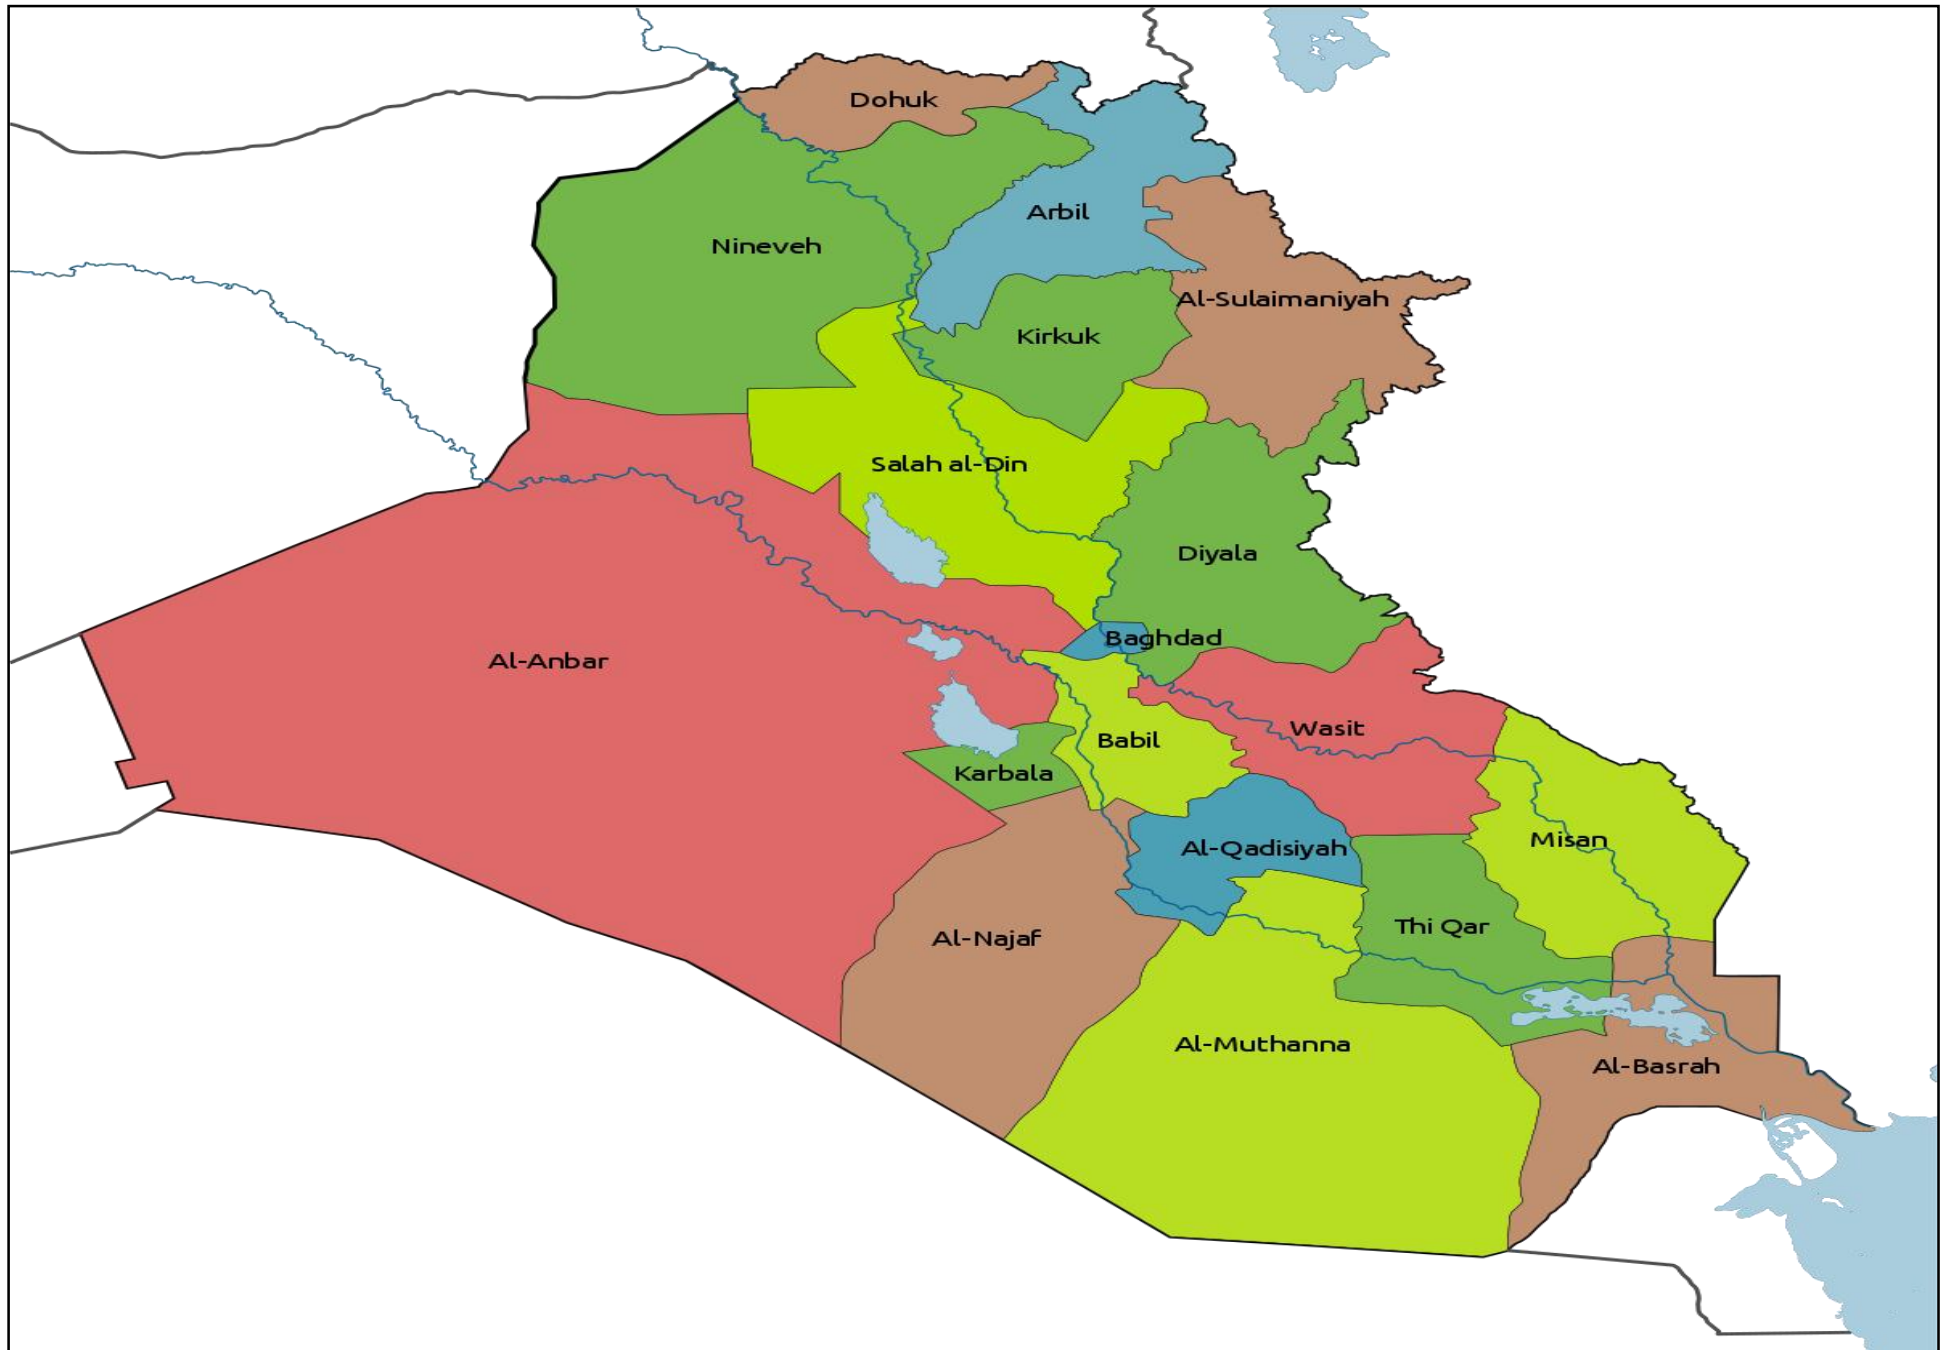 Dohuk
Arbil
Nineveh
Al-Sulaimaniyah
Kirkuk
Salah al-Din
Diyala
Baghdad
Al-Anbar
Wasit
Babil
Karbala
Misan
Al-Qadisiyah
Thi Qar
Al-Najaf
Al-Muthanna
Al-Basrah